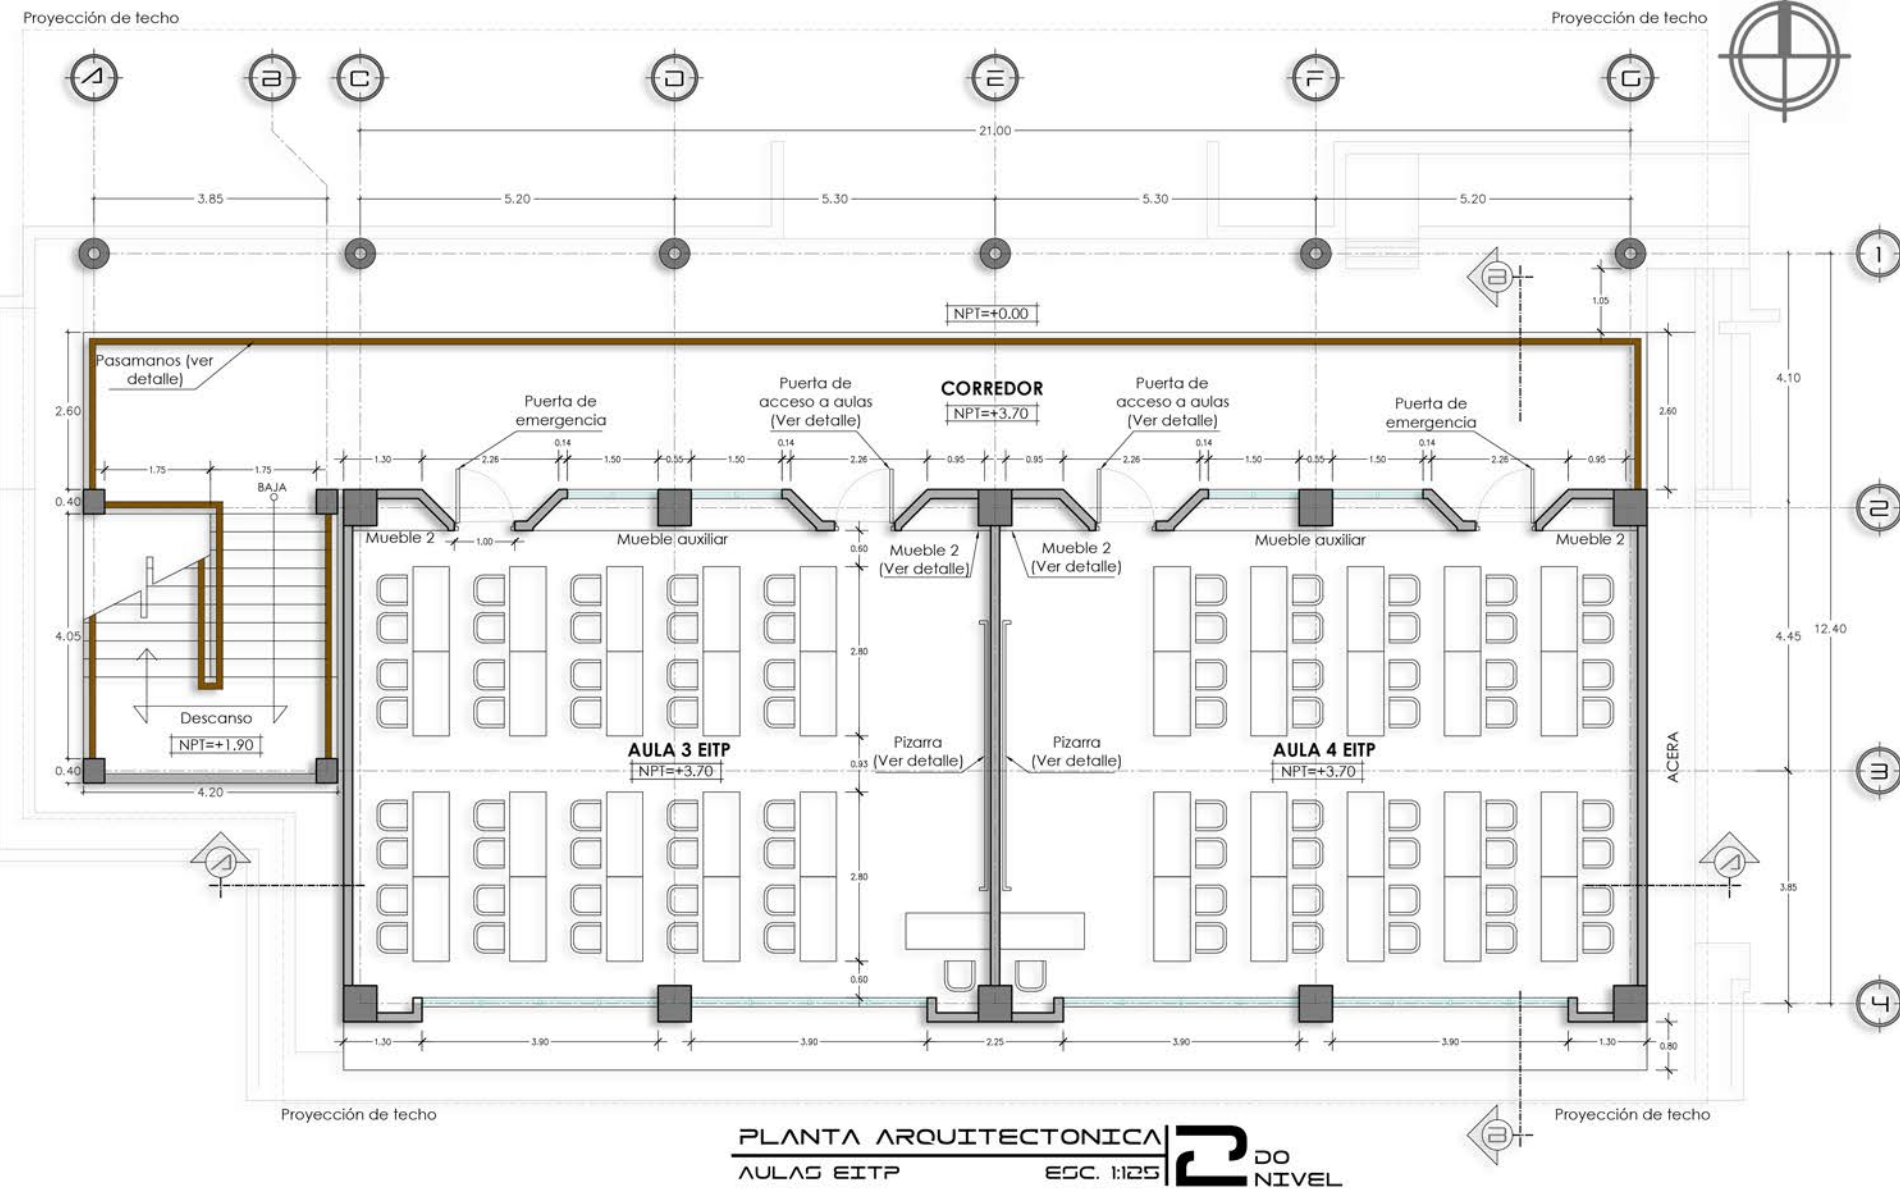 Proyección de techo
Proyección de techo
A
B
C
D
E
F
G
21.00
3.85
5.20
5.30
5.30
5.20
1
B
1.05
NPT=+0.00
Pasamanos (ver
detalle)
2.60
CORREDOR
NPT=+3.70
Puerta de
emergencia
Puerta de
acceso a aulas
(Ver detalle)
Puerta de
acceso a aulas
(Ver detalle)
Puerta de
emergencia
4.10
2.60
1.75
1.75
1.30
2.26
0.14
1.50
0.55
1.50
0.14
2.26
0.95
0.95
2.26
0.14
1.50
0.55
1.50
0.14
2.26
0.95
BAJA
0.40
2
Mueble 2
1.00
Mueble auxiliar
0.60
Mueble 2
(Ver detalle)
Mueble 2
(Ver detalle)
Mueble auxiliar
Mueble 2
4.05
2.80
4.45
12.40
Descanso
NPT=+1.90
AULA 3 EITP
NPT=+3.70
0.93
Pizarra
(Ver detalle)
Pizarra
(Ver detalle)
AULA 4 EITP
NPT=+3.70
ACERA
0.40
4.20
3
A
A
2.80
3.85
0.60
4
1.30
3.90
3.90
2.25
3.90
3.90
1.30
0.80
Proyección de techo
Proyección de techo
B
PLANTA ARQUITECTONICA
AULAS EITP
ESC. 1:125
2 DO
NIVEL